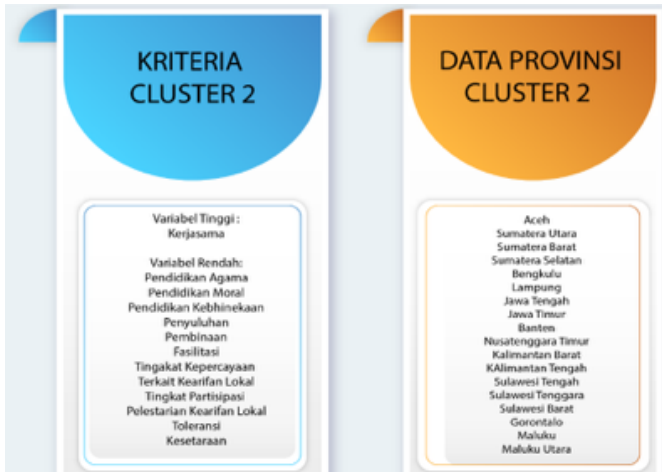 KRITERIA
CLUSTER 2
Variabel Tinggi :
Kerjasama
Variabel Rendah:
Pendidikan Agama
Pendidikan Moral
Pendidikan Kebhinekaan
Penyuluhan
Pembinaan
Fasilitasi
Tingakat Kepercayaan
Terkait Kearifan Lokal
Tingkat Partisipasi
Pelestarian Kearifan Lokal
Toleransi
Kesetaraan
DATA PROVINSI
CLUSTER 2
Aceh
Sumatera Utara
Sumatera Barat
Sumatera Selatan
Bengkulu
Lampung
Jawa Tengah
Jawa Timur
Banten
Nusatenggara Timur
Kalimantan Barat
KAlimantan Tengah
Sulawesi Tengah
Sulawesi Tenggara
Sulawesi Barat
Gorontalo
Maluku
Maluku Utara